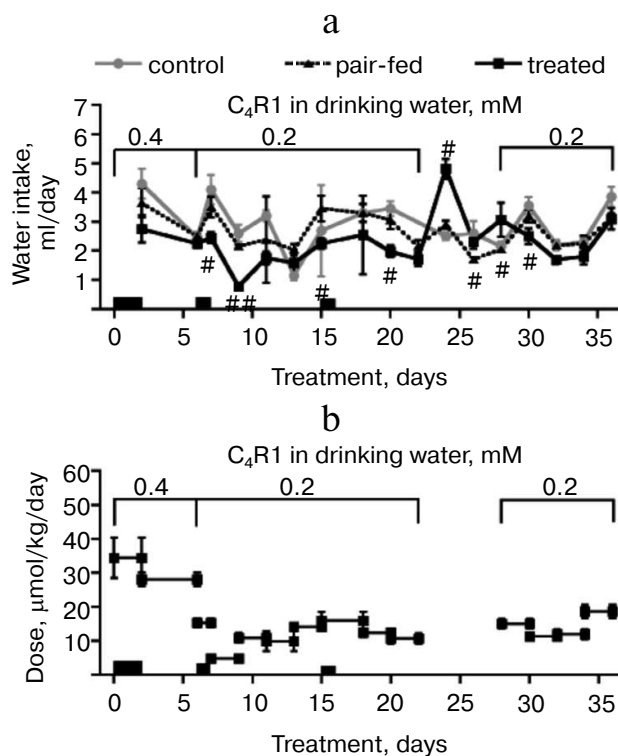 a
control pair-fed treated
C₄R1 in drinking water, mM
0.4 0.2 0.2
Water intake,
ml/day
7
6
5
4
3
2
1
#
##
#
#
#
#
#
#
0 5 10 15 20 25 30 35
Treatment, days
b
C₄R1 in drinking water, mM
0.4 0.2 0.2
Dose, μmol/kg/day
60
50
40
30
20
10
0 5 10 15 20 25 30 35
Treatment, days